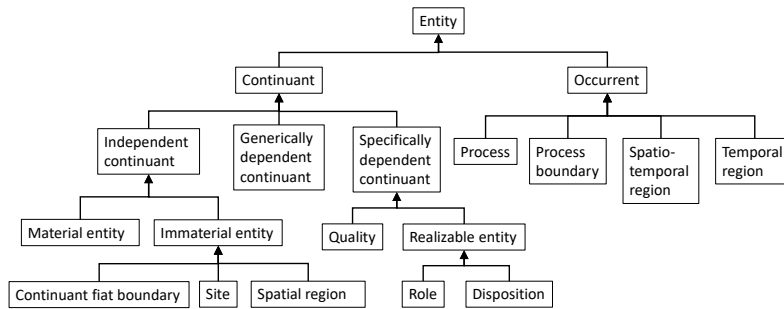 Entity
Continuant
Occurrent
Independent
continuant
Generically
dependent
continuant
Specifically
dependent
continuant
Process
Process
boundary
Spatio-
temporal
region
Temporal
region
Material entity
Immaterial entity
Quality
Realizable entity
Continuant fiat boundary
Site
Spatial region
Role
Disposition